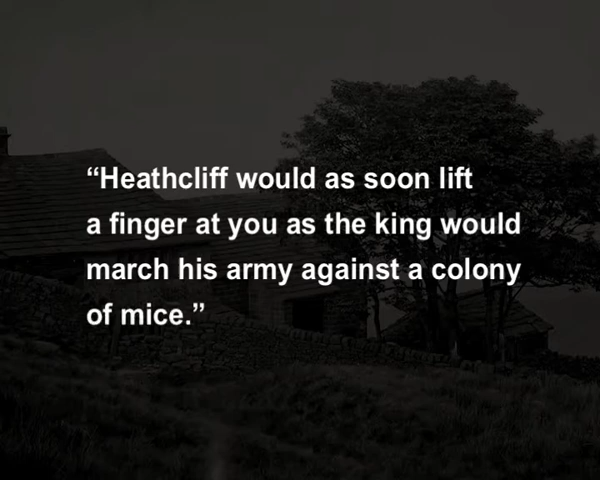 “Heathcliff would as soon lift
a finger at you as the king would
march his army against a colony
of mice.”